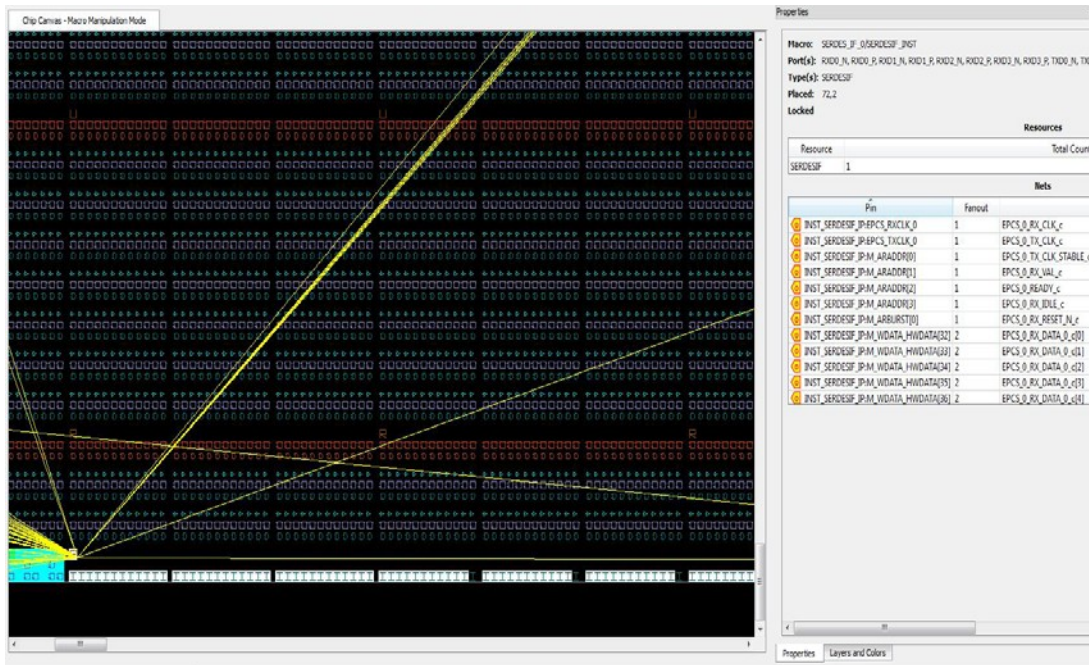 Chip Canvas - Macro Manipulation Mode
Properties
Macro: SERDES_IF_0/SERDESIF_INST
Port(s): RXD0_N, RXD0_P, RXD1_N, RXD1_P, RXD2_N, RXD2_P, RXD3_N, RXD3_P, TXD0_N,
Type(s): SERDESIF
Placed: 72,2
Locked
Resources
Resource Total Coun
SERDESIF 1
Nets
Pin Fanout
INST_SERDESIF_IP:EPCS_RXCLK_0 1 EPCS_0_RX_CLK_c
INST_SERDESIF_IP:EPCS_TXCLK_0 1 EPCS_0_TX_CLK_c
INST_SERDESIF_IP:M_ARADDR[0] 1 EPCS_0_TX_CLK_STABLE_c
INST_SERDESIF_IP:M_ARADDR[1] 1 EPCS_0_RX_VAL_c
INST_SERDESIF_IP:M_ARADDR[2] 1 EPCS_0_READY_c
INST_SERDESIF_IP:M_ARADDR[3] 1 EPCS_0_RX_IDLE_c
INST_SERDESIF_IP:M_ARBURST[0] 1 EPCS_0_RX_RESET_N_c
INST_SERDESIF_IP:M_WDATA_HWDATA[32] 2 EPCS_0_RX_DATA_0_c[0]
INST_SERDESIF_IP:M_WDATA_HWDATA[33] 2 EPCS_0_RX_DATA_0_c[1]
INST_SERDESIF_IP:M_WDATA_HWDATA[34] 2 EPCS_0_RX_DATA_0_c[2]
INST_SERDESIF_IP:M_WDATA_HWDATA[35] 2 EPCS_0_RX_DATA_0_c[3]
INST_SERDESIF_IP:M_WDATA_HWDATA[36] 2 EPCS_0_RX_DATA_0_c[4]
Properties Layers and Colors